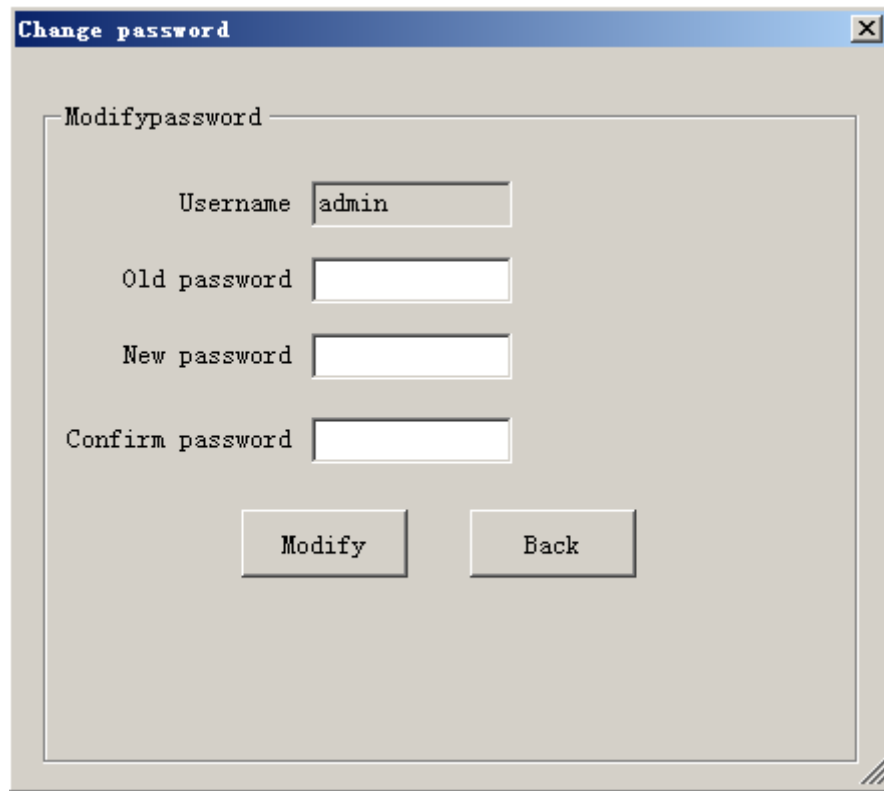 Change password
Modifypassword
Username admin
Old password
New password
Confirm password
Modify Back